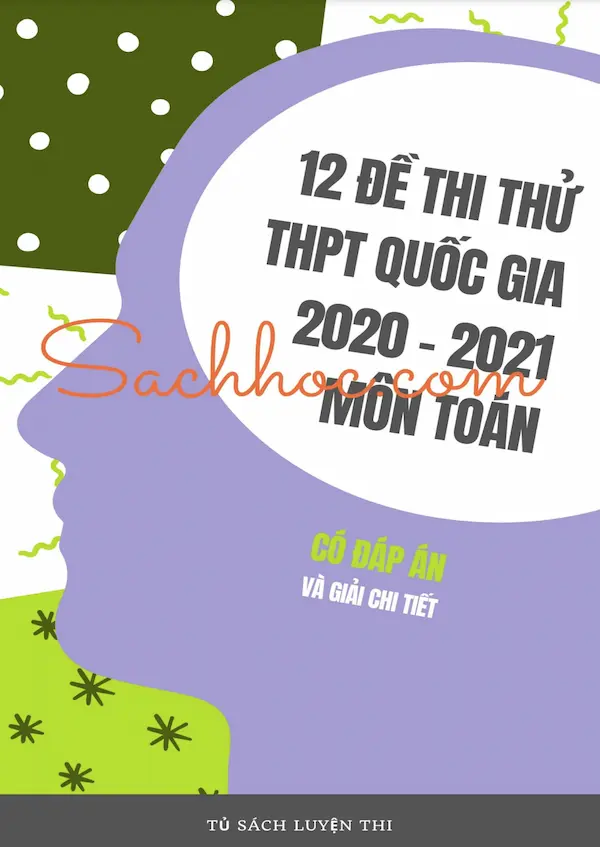 12 ĐỀ THI THỬ
THPT QUỐC GIA
2020 - 2021
Sachhoc.com
MÔN TOÁN
CÓ ĐÁP ÁN
VÀ GIẢI CHI TIẾT
TỦ SÁCH LUYỆN THI